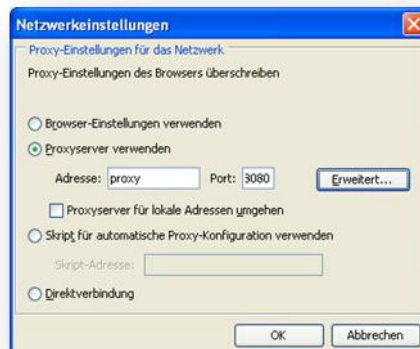 Netzwerkeinstellungen
Proxy-Einstellungen für das Netzwerk
Proxy-Einstellungen des Browsers überschreiben
Browser-Einstellungen verwenden
Proxyserver verwenden
Adresse: proxy Port: 3080 Erweitert...
Proxyserver für lokale Adressen umgehen
Skript für automatische Proxy-Konfiguration verwenden
Skript-Adresse:
Direktverbindung
OK Abbrechen